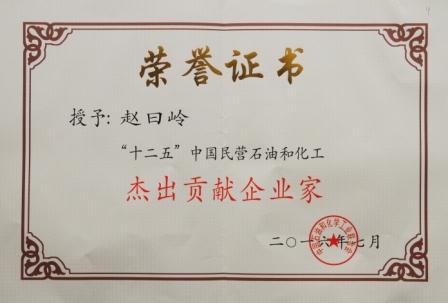 荣誉证书
授予：赵曰岭
“十二五”中国民营石油和化工
杰出贡献企业家
二〇一六年七月